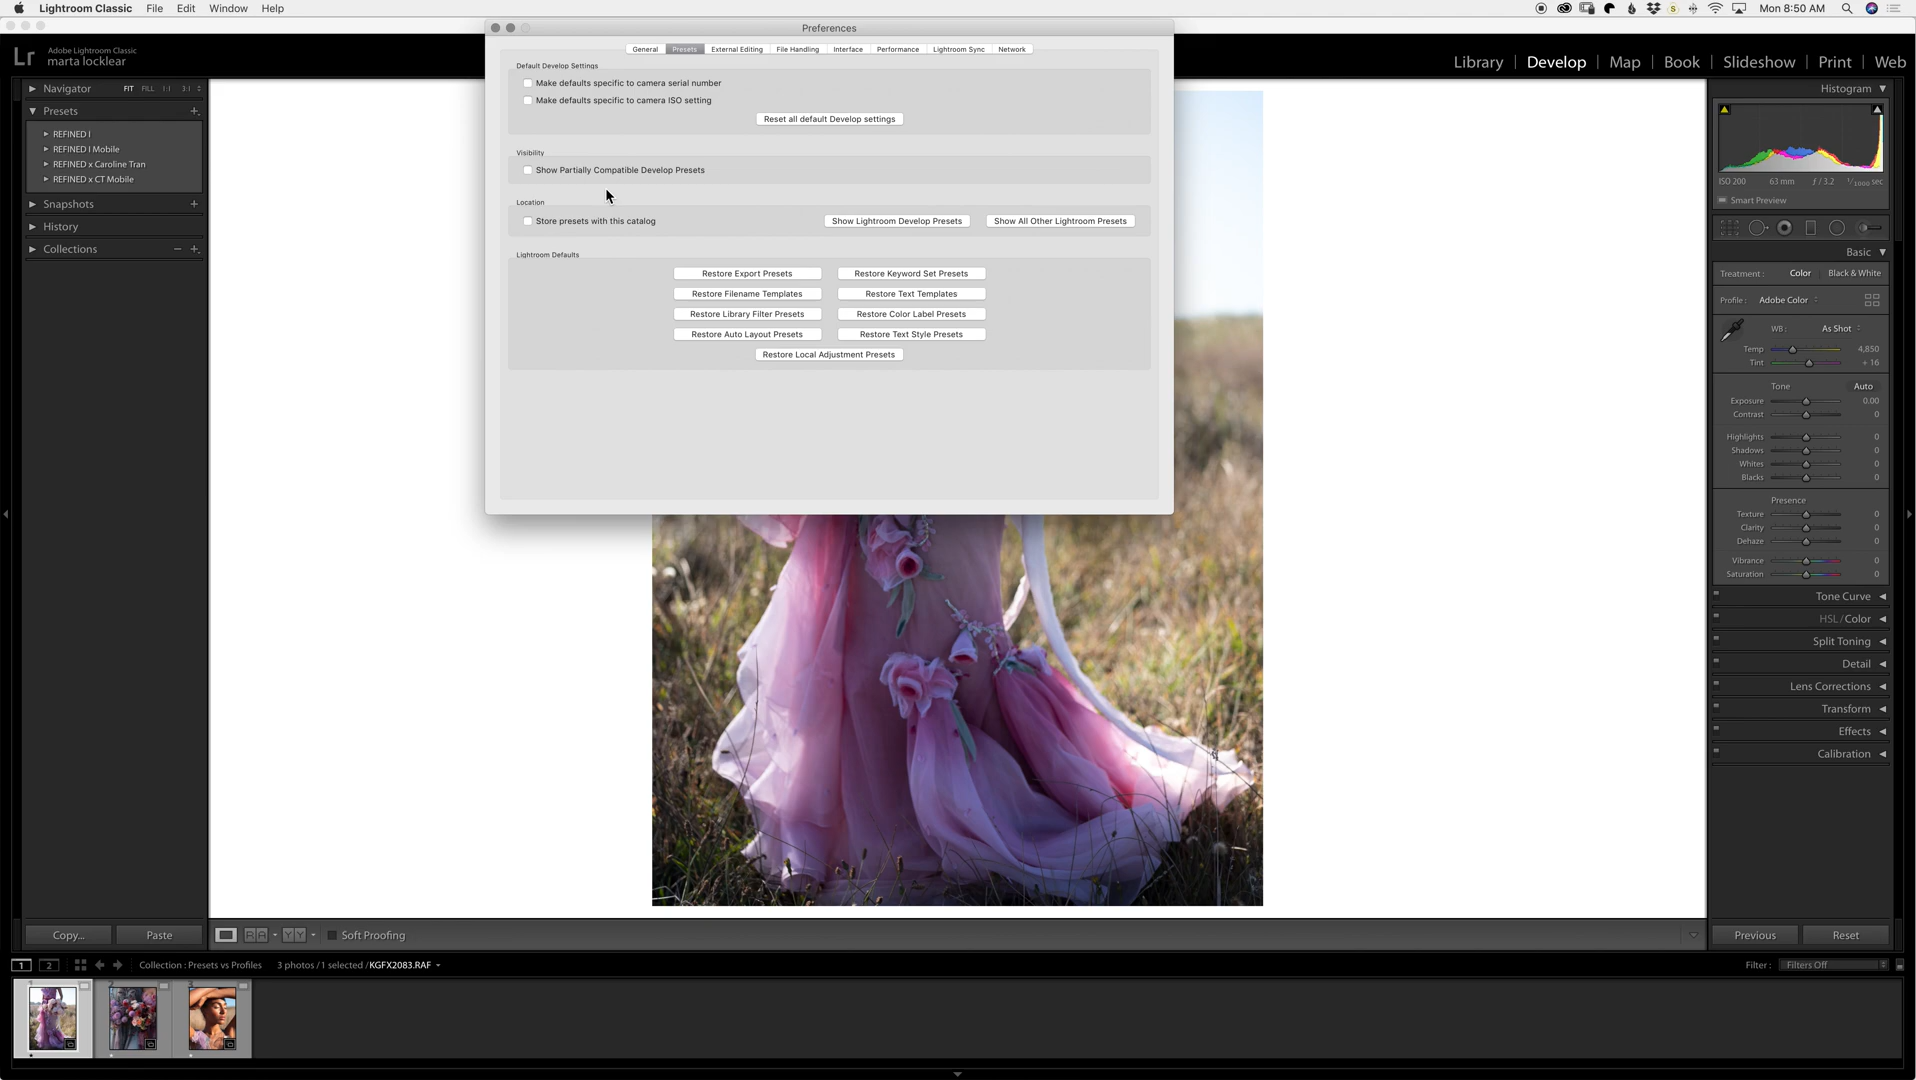 Lightroom Classic File Edit Window Help
Mon 8:50 AM
Preferences
Lr Adobe Lightroom Classic
marta locklear
General Presets External Editing File Handling Interface Performance Lightroom Sync Network
Library | Develop | Map | Book | Slideshow | Print | Web
Default Develop Settings
Make defaults specific to camera serial number
Make defaults specific to camera ISO setting
Reset all default Develop settings
Visibility
Show Partially Compatible Develop Presets
Location
Store presets with this catalog
Show Lightroom Develop Presets
Show All Other Lightroom Presets
Lightroom Defaults
Restore Export Presets
Restore Keyword Set Presets
Restore Filename Templates
Restore Text Templates
Restore Library Filter Presets
Restore Color Label Presets
Restore Auto Layout Presets
Restore Text Style Presets
Restore Local Adjustment Presets
Navigator FIT FILL 1:1 3:1
Presets +
REFINED I
REFINED I Mobile
REFINED x Caroline Tran
REFINED x CT Mobile
Snapshots +
History
Collections − +
Histogram
ISO 200 63 mm ƒ / 3.2 1/1000 sec
Smart Preview
Basic
Treatment: Color Black & White
Profile: Adobe Color
WB: As Shot
Temp 4,850
Tint + 16
Tone Auto
Exposure 0.00
Contrast 0
Highlights 0
Shadows 0
Whites 0
Blacks 0
Presence
Texture 0
Clarity 0
Dehaze 0
Vibrance 0
Saturation 0
Tone Curve
HSL / Color
Split Toning
Detail
Lens Corrections
Transform
Effects
Calibration
Copy... Paste
Soft Proofing
Previous Reset
1 2 Collection : Presets vs Profiles 3 photos / 1 selected / KGFX2083.RAF
Filter : Filters Off